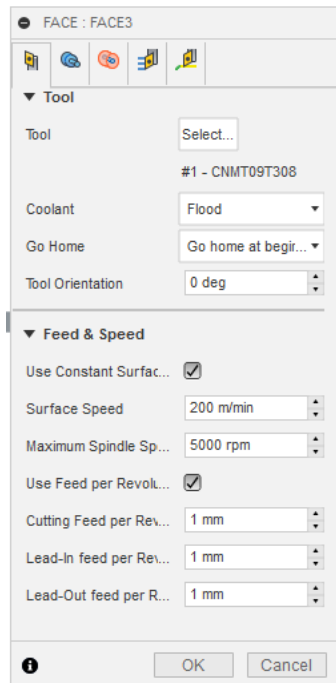 FACE : FACE3
Tool
Tool Select...
#1 - CNMT09T308
Coolant Flood
Go Home Go home at begir...
Tool Orientation 0 deg
Feed & Speed
Use Constant Surfac...
Surface Speed 200 m/min
Maximum Spindle Sp... 5000 rpm
Use Feed per Revolu...
Cutting Feed per Rev... 1 mm
Lead-In feed per Rev... 1 mm
Lead-Out feed per R... 1 mm
OK Cancel